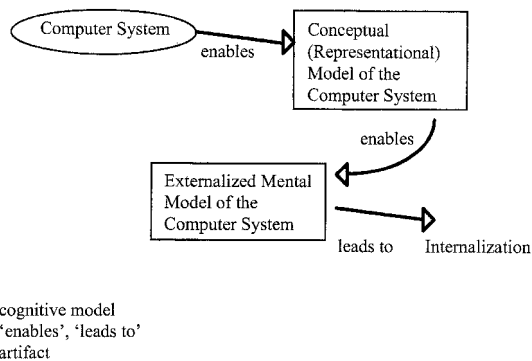 Computer System
enables
Conceptual
(Representational)
Model of the
Computer System
enables
Externalized Mental
Model of the
Computer System
leads to
Internalization
cognitive model
‘enables’, ‘leads to’
artifact